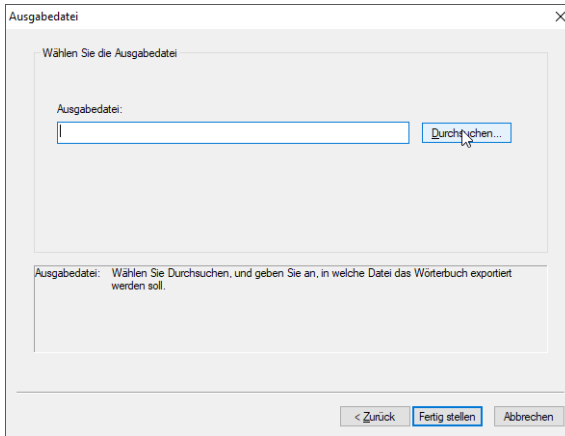 Ausgabedatei
Wählen Sie die Ausgabedatei
Ausgabedatei:
Durchsuchen...
Ausgabedatei: Wählen Sie Durchsuchen, und geben Sie an, in welche Datei das Wörterbuch exportiert
werden soll.
< Zurück Fertig stellen Abbrechen